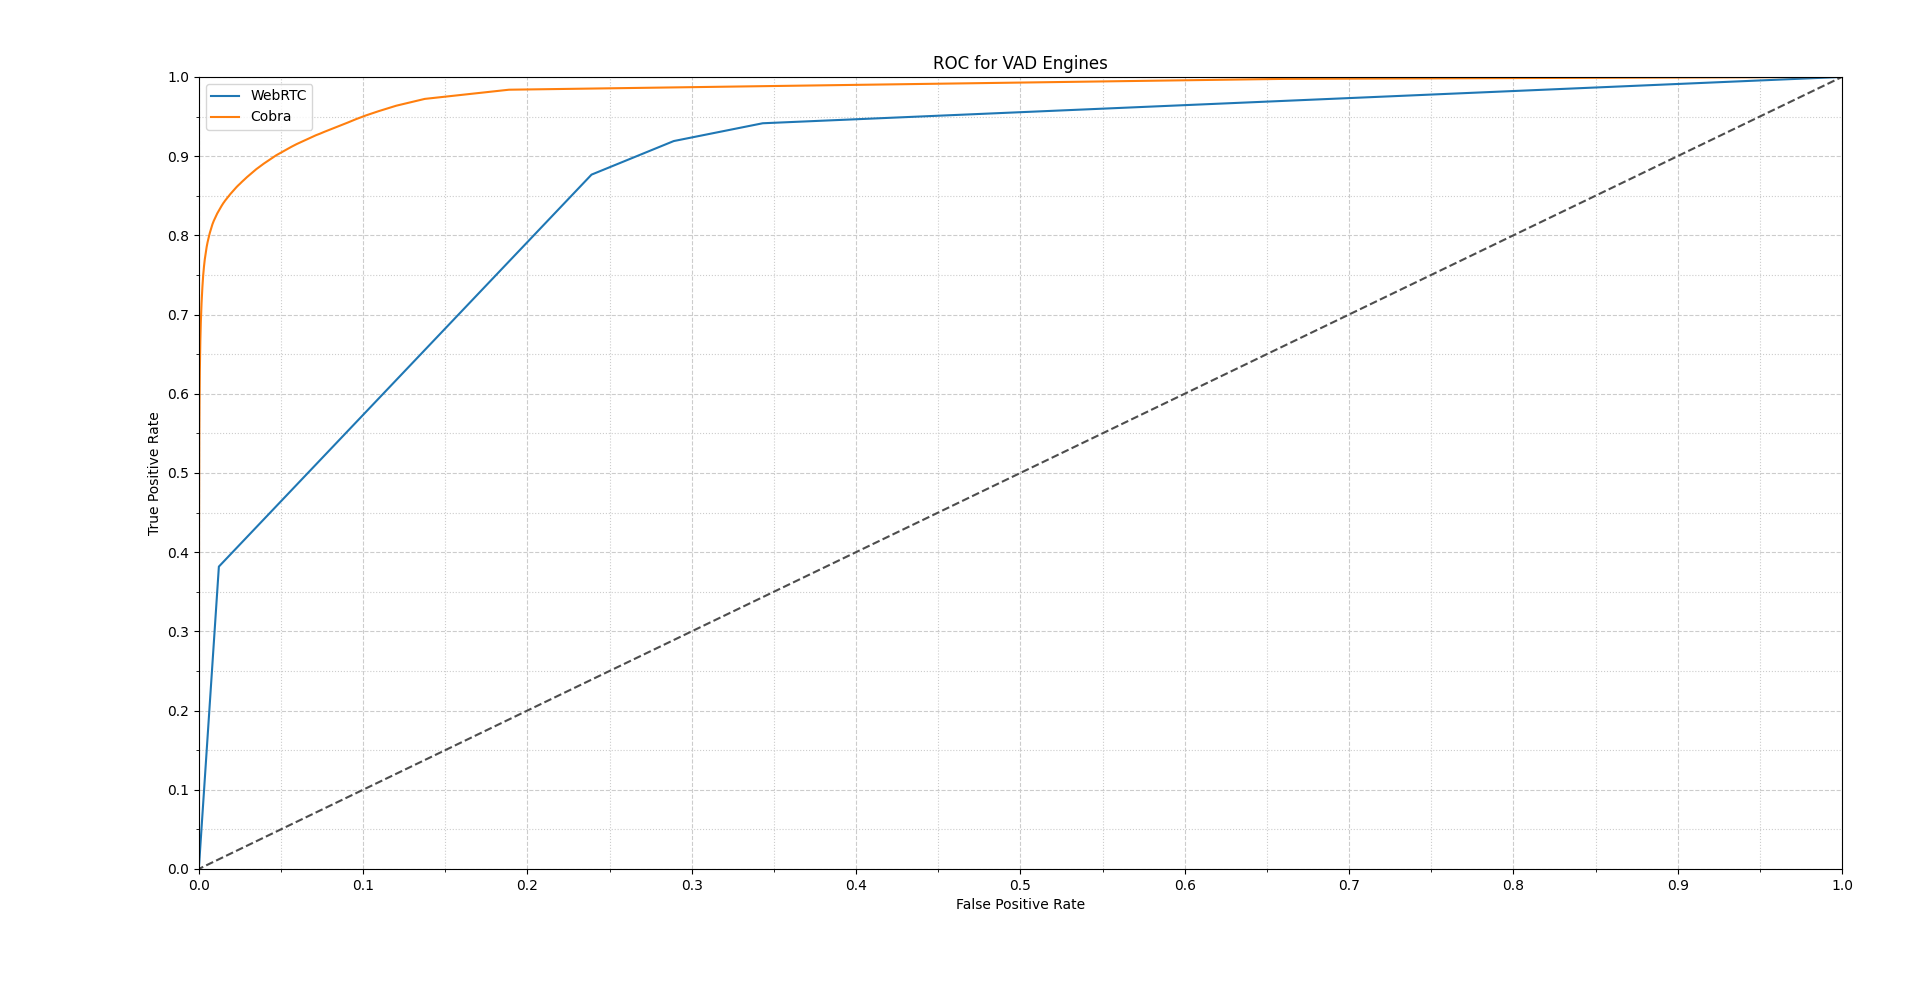 ROC for VAD Engines
WebRTC
Cobra
1.0
0.9
0.8
0.7
0.6
0.5
0.4
0.3
0.2
0.1
0.0
True Positive Rate
0.0 0.1 0.2 0.3 0.4 0.5 0.6 0.7 0.8 0.9 1.0
False Positive Rate